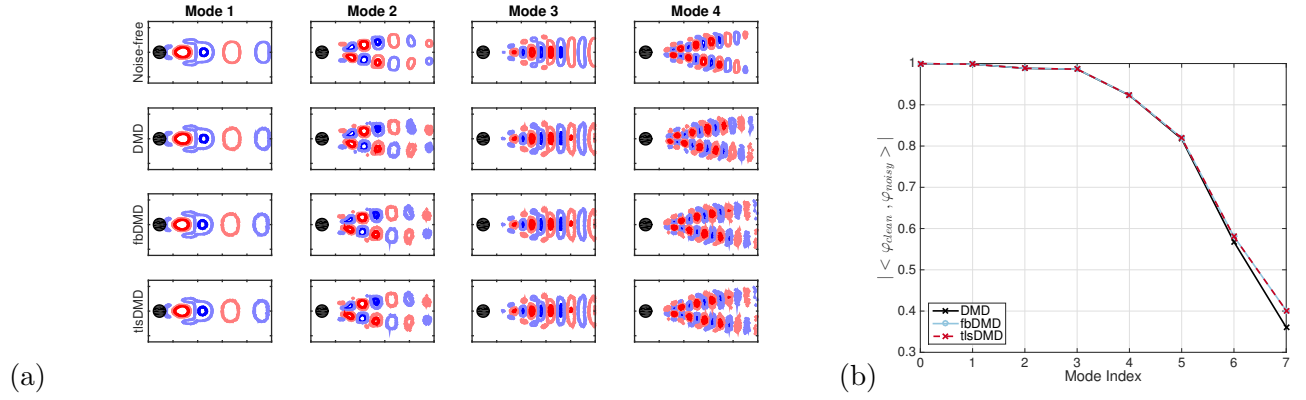 Mode 1 Mode 2 Mode 3 Mode 4
Noise-free
DMD
fbDMD
tlsDMD
(a)
1
0.9
0.8
0.7
0.6
0.5
0.4
0.3
| < φclean , φnoisy > |
DMD
fbDMD
tlsDMD
0 1 2 3 4 5 6 7
Mode Index
(b)